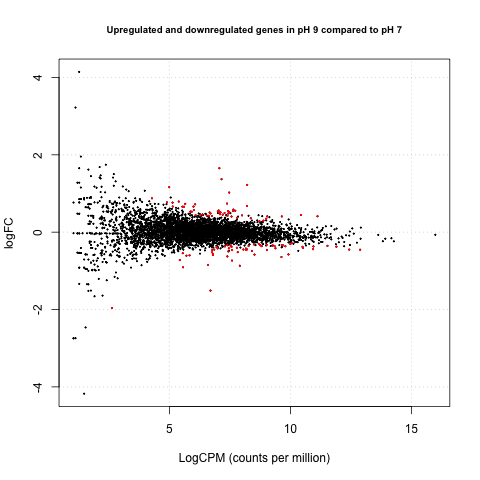 Upregulated and downregulated genes in pH 9 compared to pH 7
4
2
0
-2
-4
logFC
5
10
15
LogCPM (counts per million)